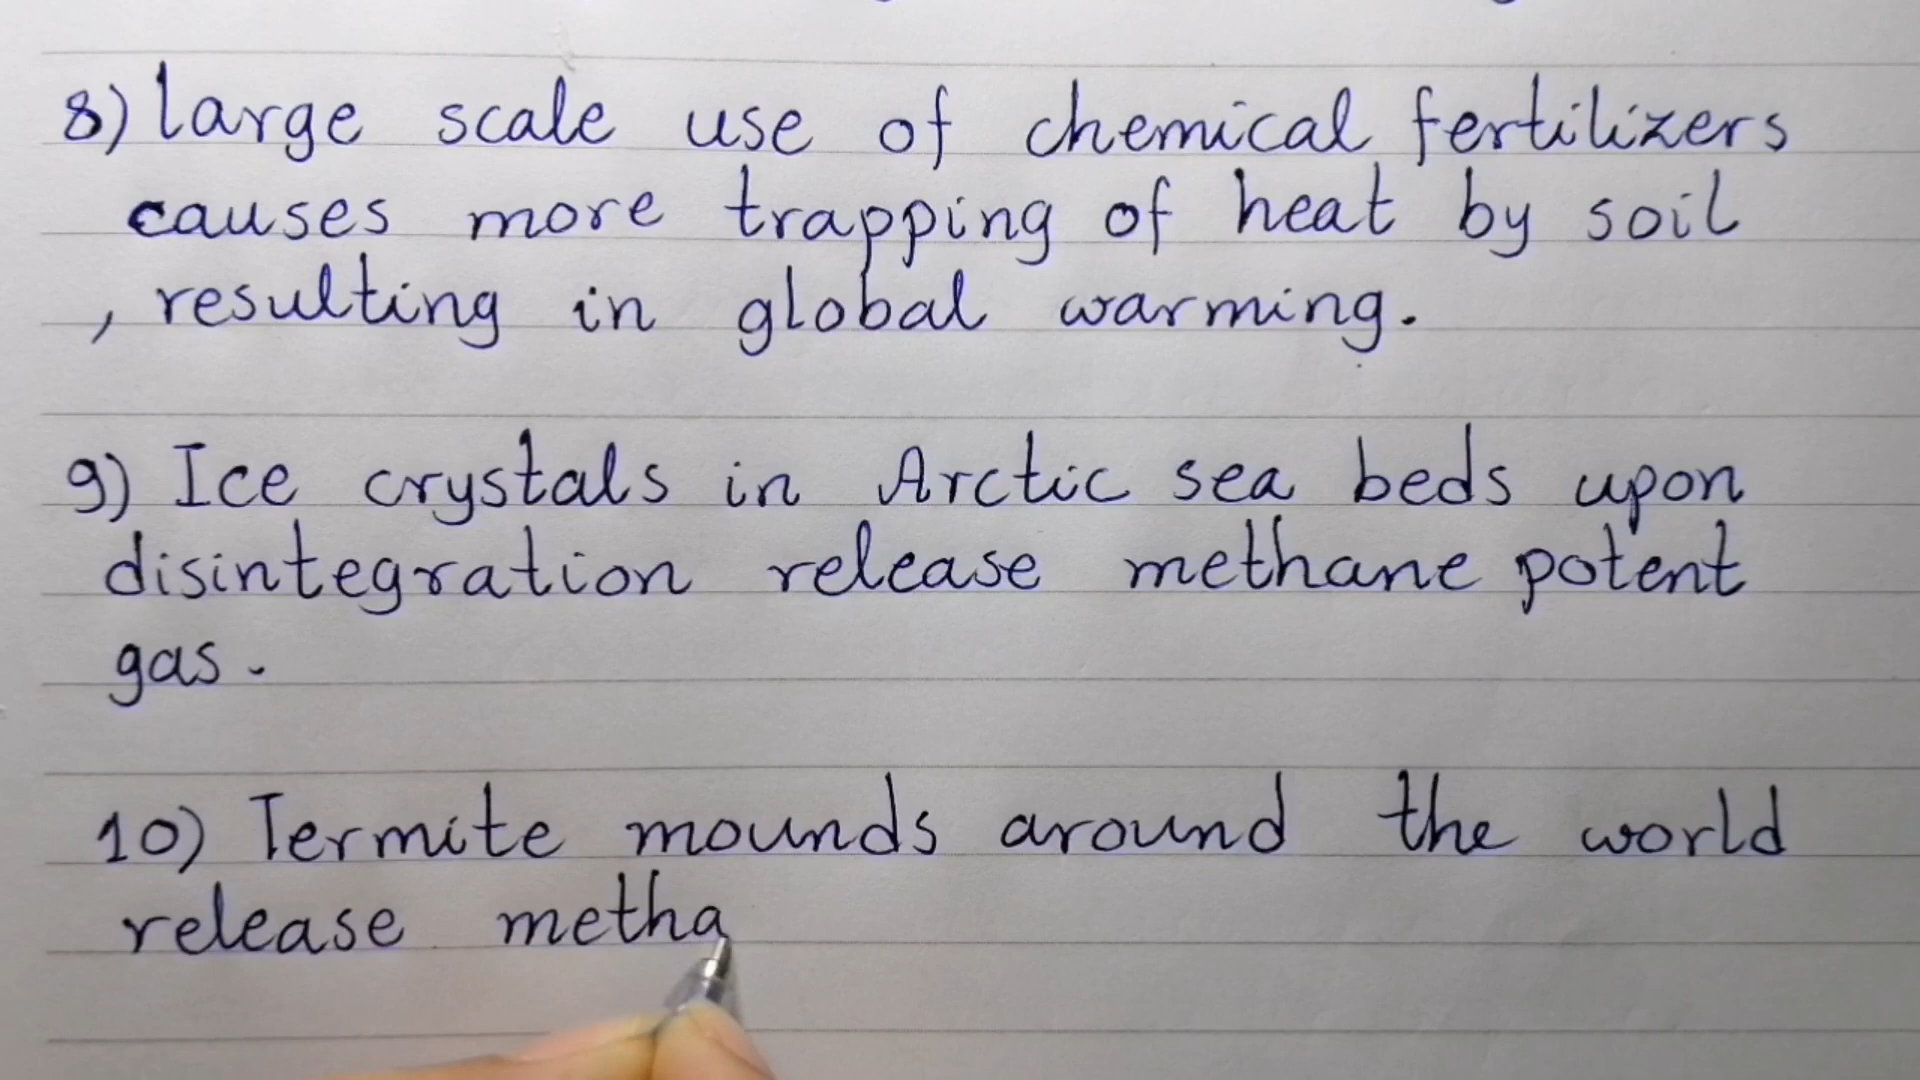 8) large scale use of chemical fertilizers
causes more trapping of heat by soil
, resulting in global warming.
9) Ice crystals in Arctic sea beds upon
disintegration release methane potent
gas.
10) Termite mounds around the world
release metha